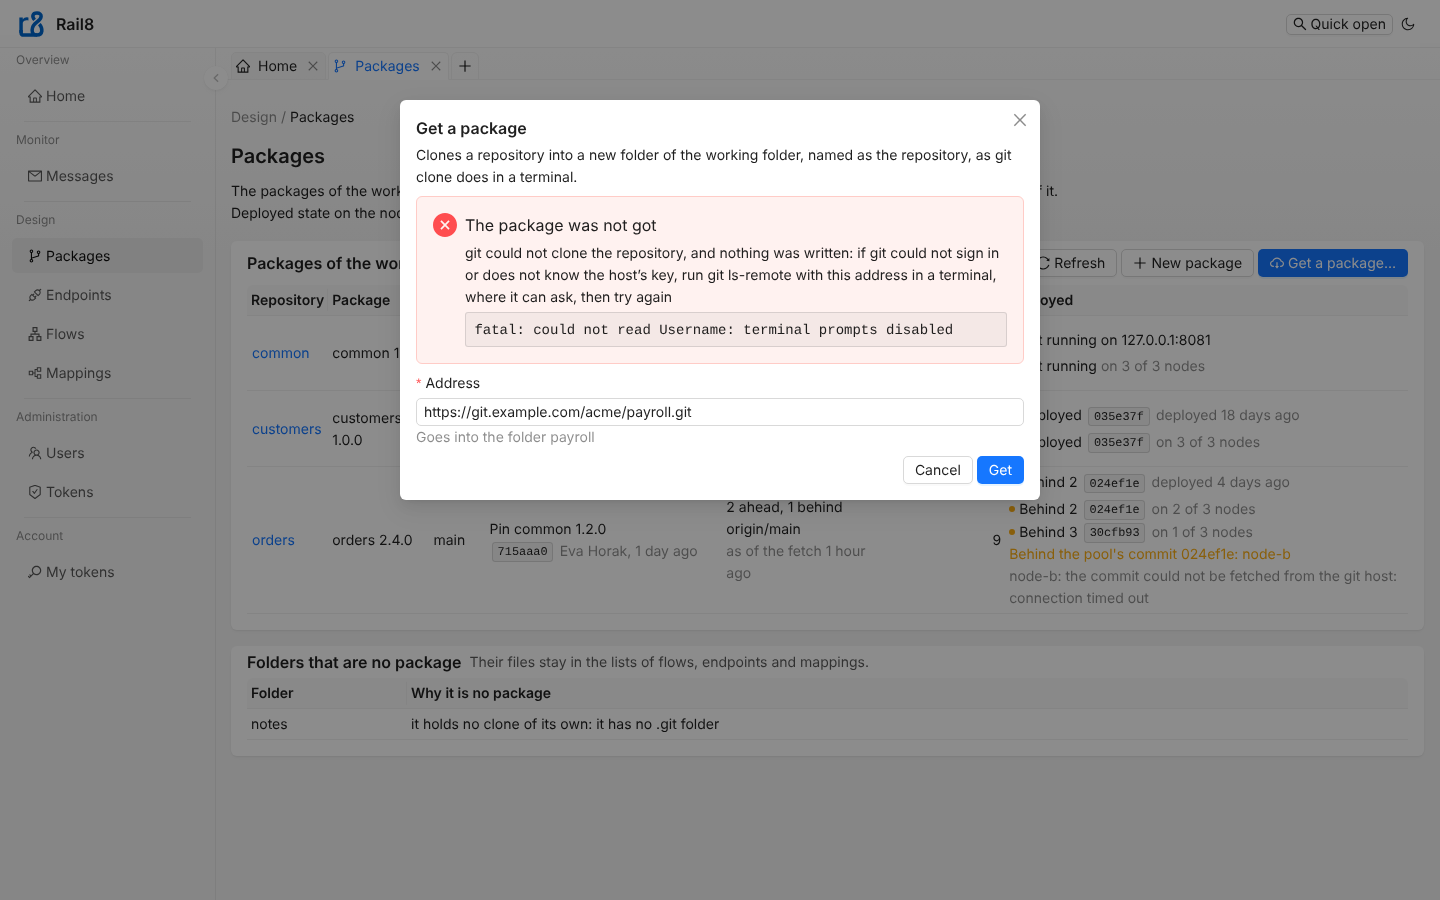 Rail8
Quick open
Overview
Home
Monitor
Messages
Design
Packages
Endpoints
Flows
Mappings
Administration
Users
Tokens
Account
My tokens
Home
Packages
Design / Packages
Packages
The packages of the work
f it.
Deployed state on the nod
Packages of the wor
Refresh
New package
Get a package...
Repository
Package
oyed
common
common 1
t running on 127.0.0.1:8081
t running on 3 of 3 nodes
customers
customers
1.0.0
ployed 035e37f deployed 18 days ago
ployed 035e37f on 3 of 3 nodes
orders
orders 2.4.0
main
Pin common 1.2.0
715aaa0 Eva Horak, 1 day ago
2 ahead, 1 behind
origin/main
as of the fetch 1 hour
ago
9
hind 2 024ef1e deployed 4 days ago
Behind 2 024ef1e on 2 of 3 nodes
Behind 3 30cfb93 on 1 of 3 nodes
Behind the pool's commit 024ef1e: node-b
node-b: the commit could not be fetched from the git host:
connection timed out
Folders that are no package Their files stay in the lists of flows, endpoints and mappings.
Folder
Why it is no package
notes
it holds no clone of its own: it has no .git folder
Get a package
Clones a repository into a new folder of the working folder, named as the repository, as git
clone does in a terminal.
The package was not got
git could not clone the repository, and nothing was written: if git could not sign in
or does not know the host’s key, run git ls-remote with this address in a terminal,
where it can ask, then try again
fatal: could not read Username: terminal prompts disabled
* Address
https://git.example.com/acme/payroll.git
Goes into the folder payroll
Cancel
Get